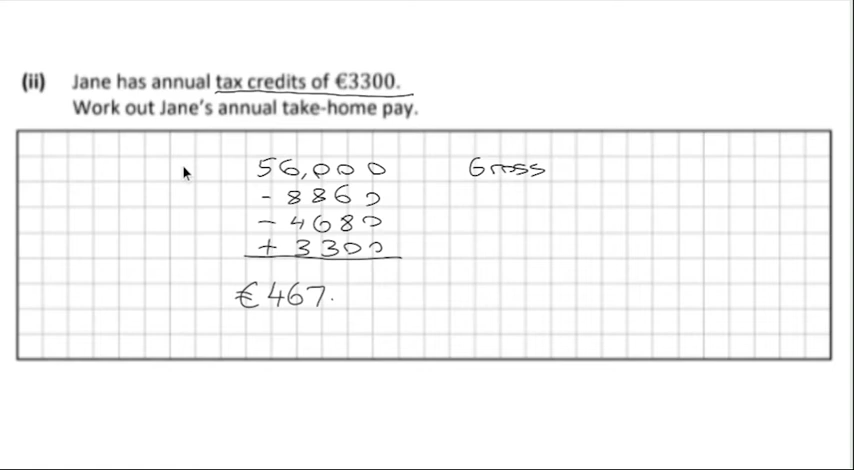 (ii) Jane has annual tax credits of €3300.
Work out Jane's annual take-home pay.
56,000 Gross
- 8860
- 4680
+ 3300
€467.